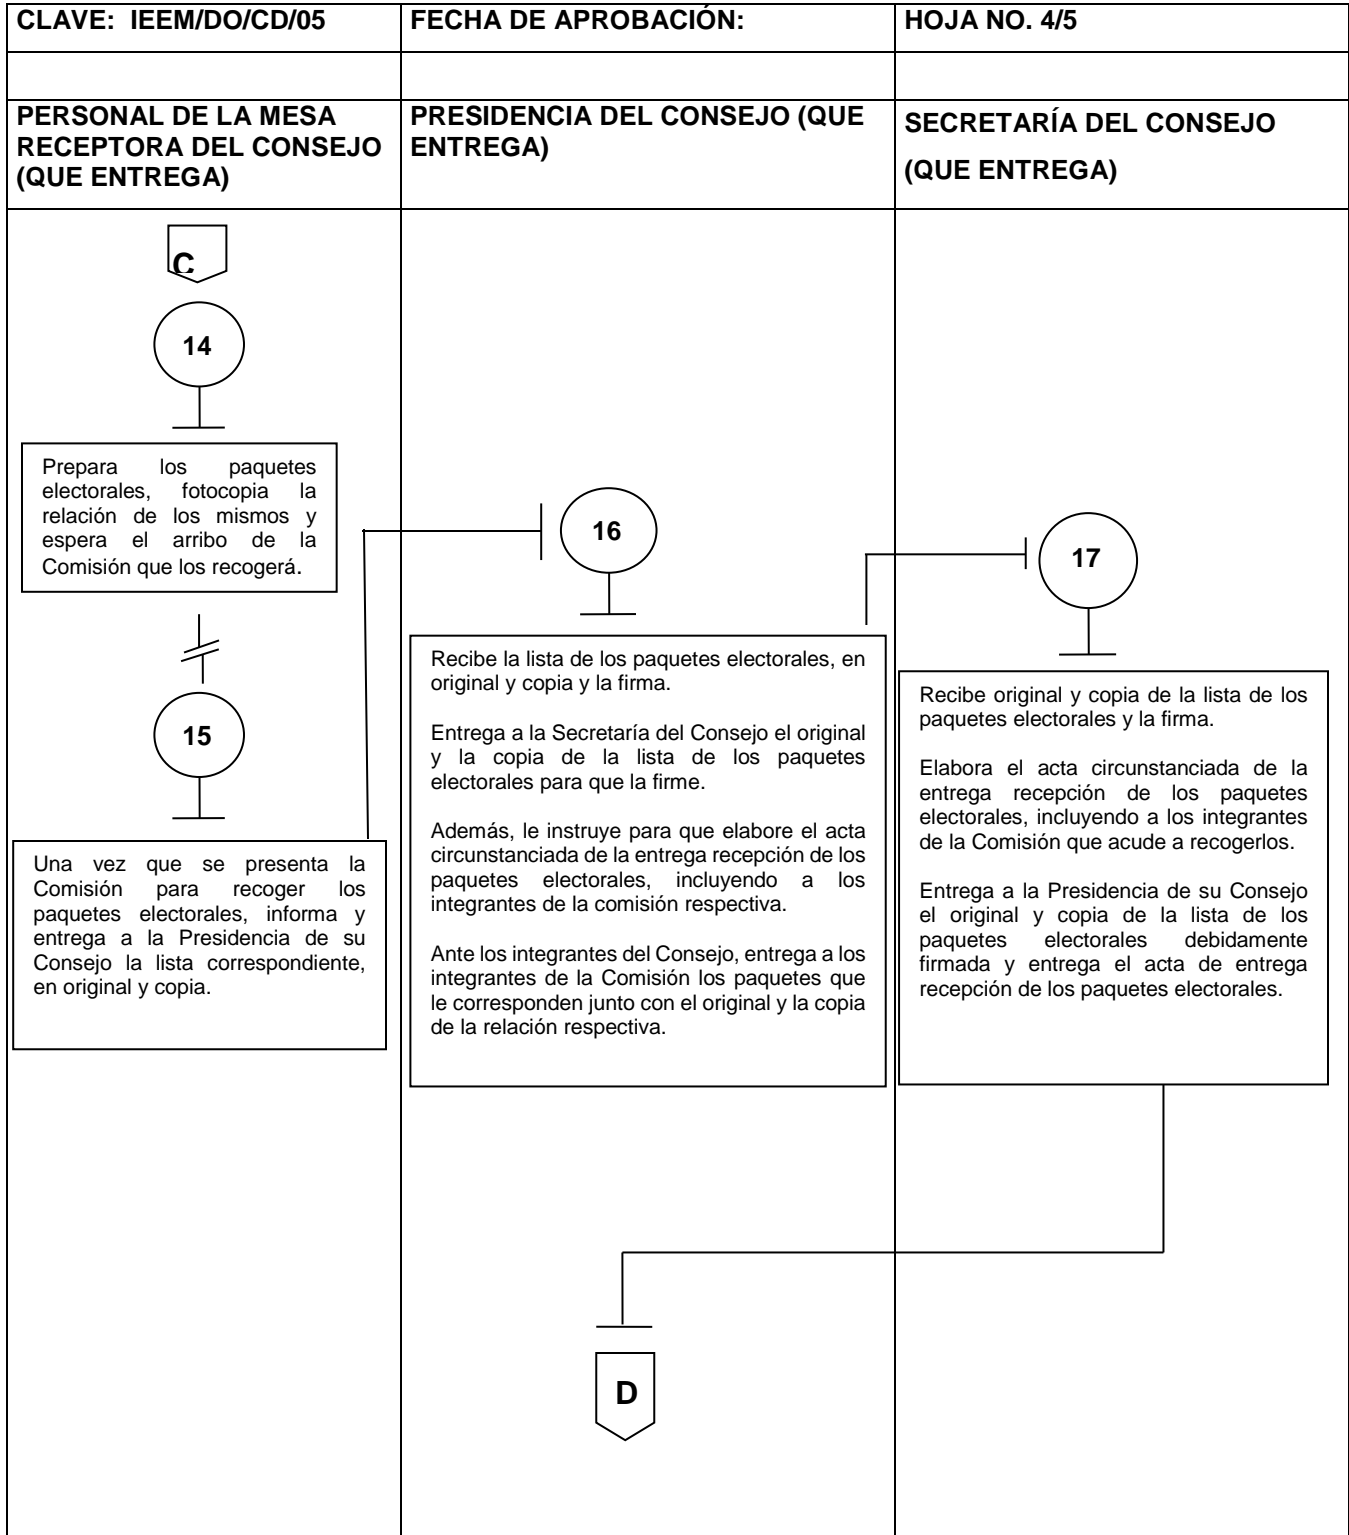 CLAVE: IEEM/DO/CD/05
FECHA DE APROBACIÓN:
HOJA NO. 4/5
PERSONAL DE LA MESA
RECEPTORA DEL CONSEJO
(QUE ENTREGA)
PRESIDENCIA DEL CONSEJO (QUE
ENTREGA)
SECRETARÍA DEL CONSEJO
(QUE ENTREGA)
C
14
Prepara los paquetes
electorales, fotocopia la
relación de los mismos y
espera el arribo de la
Comisión que los recogerá.
15
Una vez que se presenta la
Comisión para recoger los
paquetes electorales, informa y
entrega a la Presidencia de su
Consejo la lista correspondiente,
en original y copia.
16
Recibe la lista de los paquetes electorales, en
original y copia y la firma.
Entrega a la Secretaría del Consejo el original
y la copia de la lista de los paquetes
electorales para que la firme.
Además, le instruye para que elabore el acta
circunstanciada de la entrega recepción de los
paquetes electorales, incluyendo a los
integrantes de la comisión respectiva.
Ante los integrantes del Consejo, entrega a los
integrantes de la Comisión los paquetes que
le corresponden junto con el original y la copia
de la relación respectiva.
17
Recibe original y copia de la lista de los
paquetes electorales y la firma.
Elabora el acta circunstanciada de la
entrega recepción de los paquetes
electorales, incluyendo a los integrantes
de la Comisión que acude a recogerlos.
Entrega a la Presidencia de su Consejo
el original y copia de la lista de los
paquetes electorales debidamente
firmada y entrega el acta de entrega
recepción de los paquetes electorales.
D